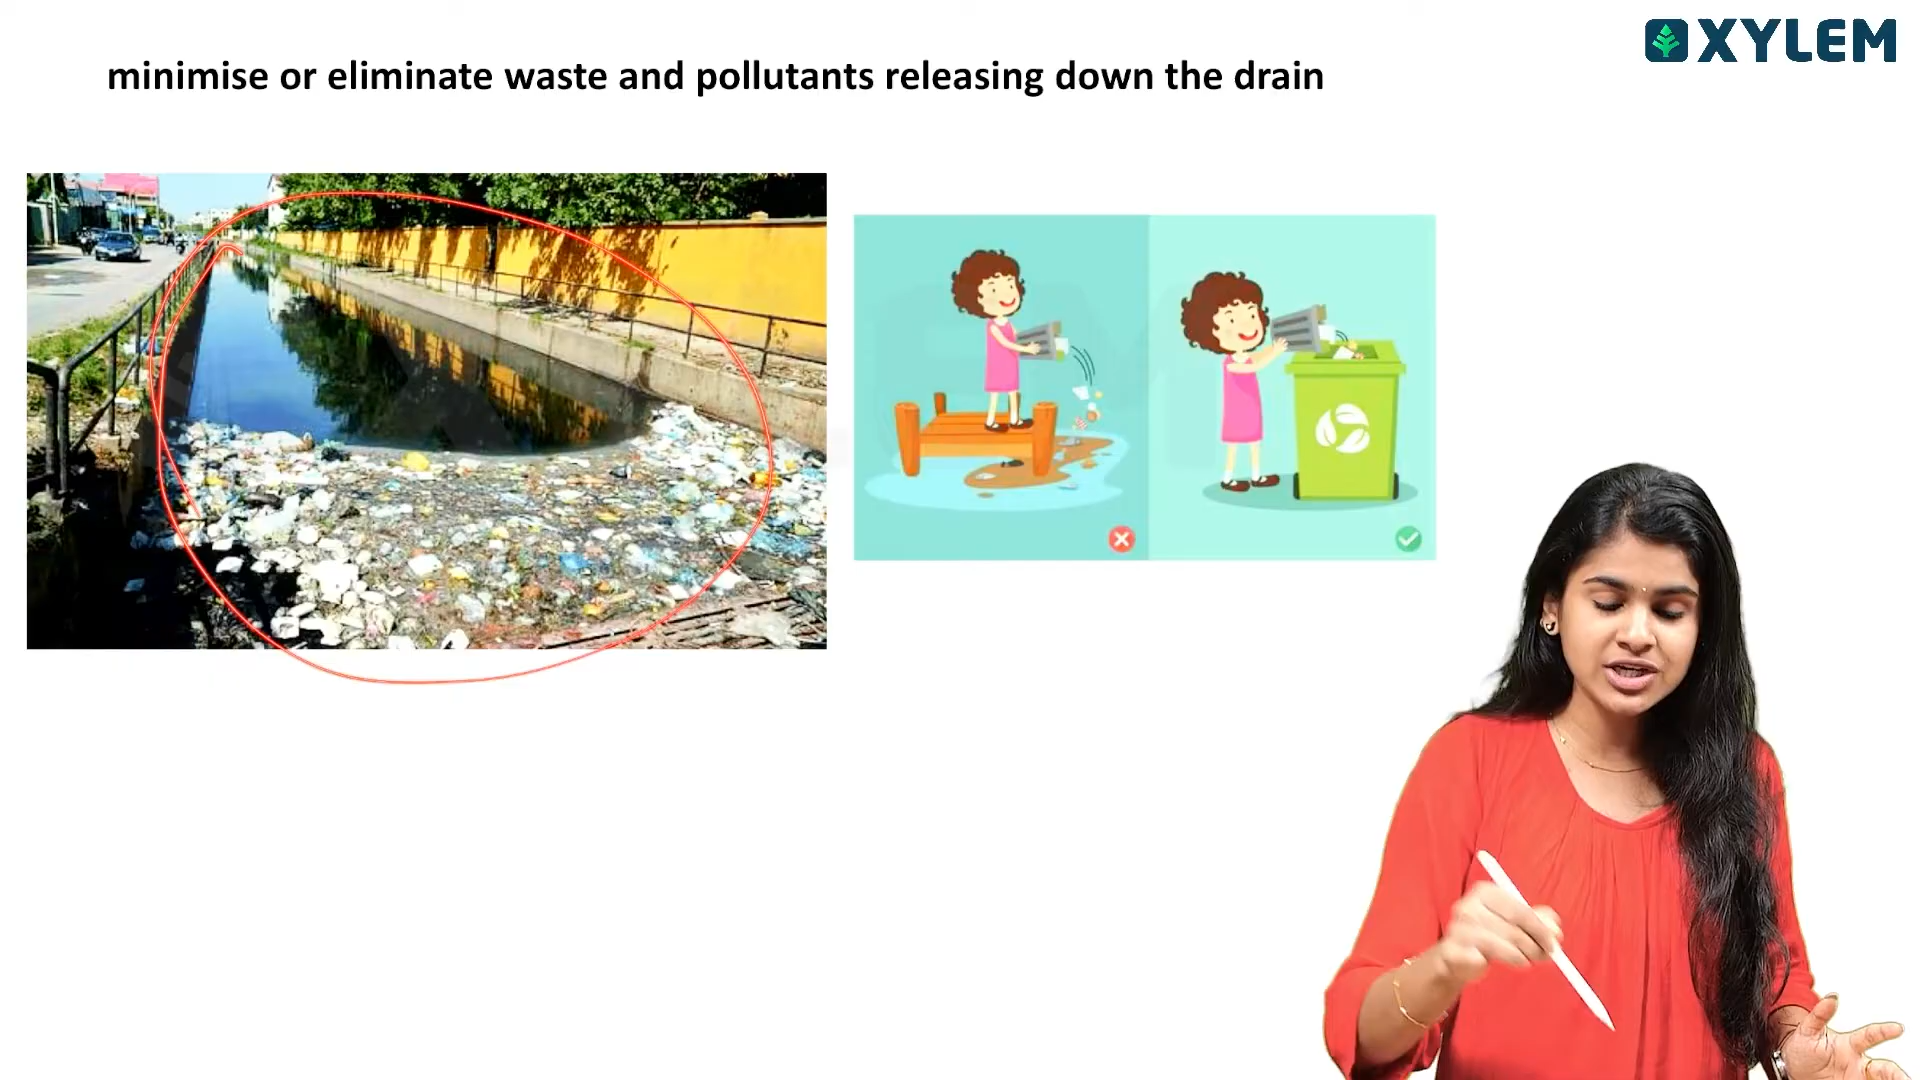 XYLEM
minimise or eliminate waste and pollutants releasing down the drain